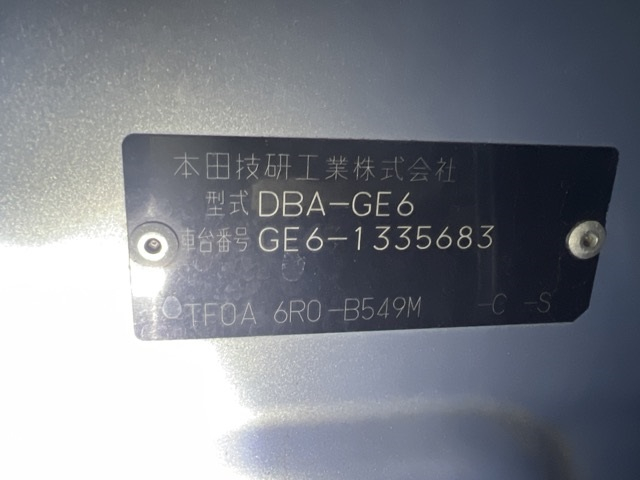 本田技研工業株式会社
型式 DBA-GE6
車台番号 GE6-1335683
TF0A 6R0-B549M -C -S